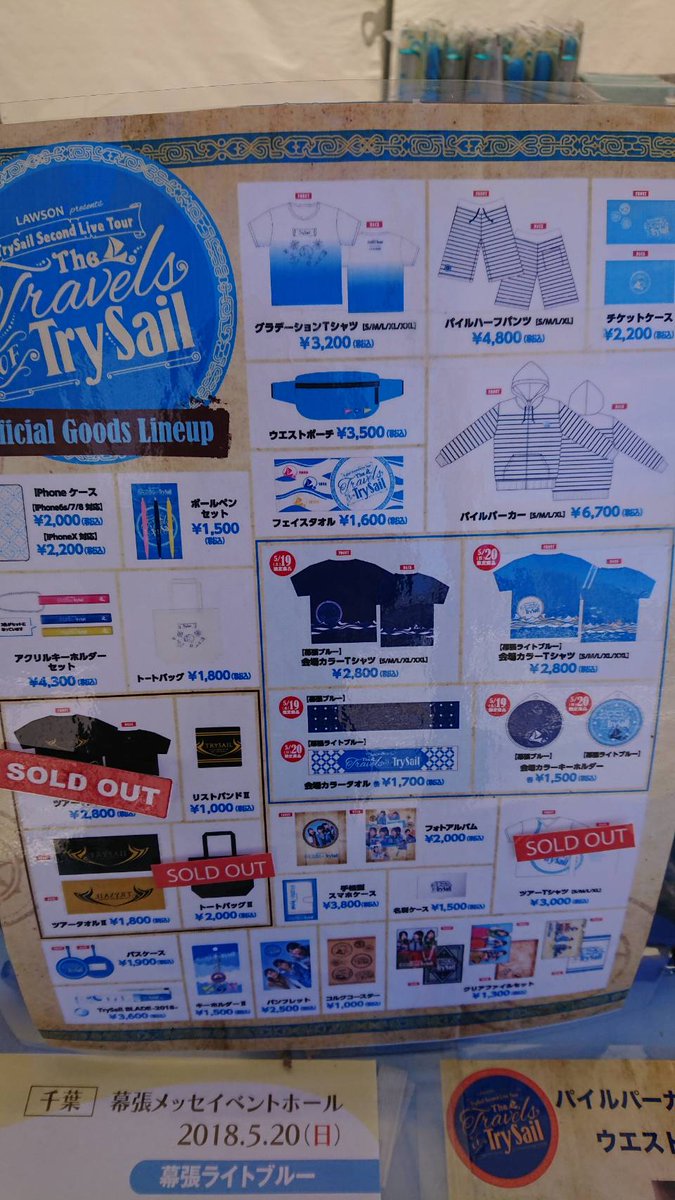 LAWSON presents
TrySail Second Live Tour
The
Travels
OF TrySail
Official Goods Lineup
グラデーションTシャツ [S/M/L/XL/XXL]
¥3,200(税込)
パイルハーフパンツ [S/M/L/XL]
¥4,800(税込)
チケットケース
¥2,200(税込)
ウエストポーチ ¥3,500(税込)
フェイスタオル ¥1,600(税込)
パイルパーカー [S/M/L/XL] ¥6,700(税込)
iPhone ケース
[iPhone6s/7/8 対応]
¥2,000(税込)
[iPhoneX 対応]
¥2,200(税込)
ボールペン
セット
¥1,500
(税込)
アクリルキーホルダー
セット
¥4,300(税込)
トートバッグ ¥1,800(税込)
5/19
5/20
[幕張ブルー]
会場カラーTシャツ [S/M/L/XL/XXL]
¥2,800(税込)
[幕張ライトブルー]
会場カラーTシャツ [S/M/L/XL/XXL]
¥2,800(税込)
5/19
[幕張ブルー]
5/20
[幕張ライトブルー]
会場カラータオル 各¥1,700(税込)
5/19
5/20
[幕張ブルー]
[幕張ライトブルー]
会場カラーキーホルダー
各¥1,500(税込)
SOLD OUT
¥2,800(税込)
TRYSAIL
リストバンドⅡ
¥1,000(税込)
ツアータオルⅡ ¥1,800(税込)
SOLD OUT
トートバッグⅡ
¥2,000(税込)
フォトアルバム
¥2,000(税込)
手帳型
スマホケース
¥3,800(税込)
名刺ケース ¥1,500(税込)
SOLD OUT
ツアーTシャツ [S/M/L/XL]
¥3,000(税込)
パスケース
¥1,900(税込)
TrySail BLADE-2018-
¥3,600(税込)
キーホルダーⅡ
¥1,500(税込)
パンフレット
¥2,500(税込)
コルクコースター
¥1,000(税込)
クリアファイルセット
¥1,300(税込)
千葉 幕張メッセイベントホール
2018.5.20(日)
幕張ライトブルー
The
Travels
OF TrySail
パイルパーカ
ウエスト